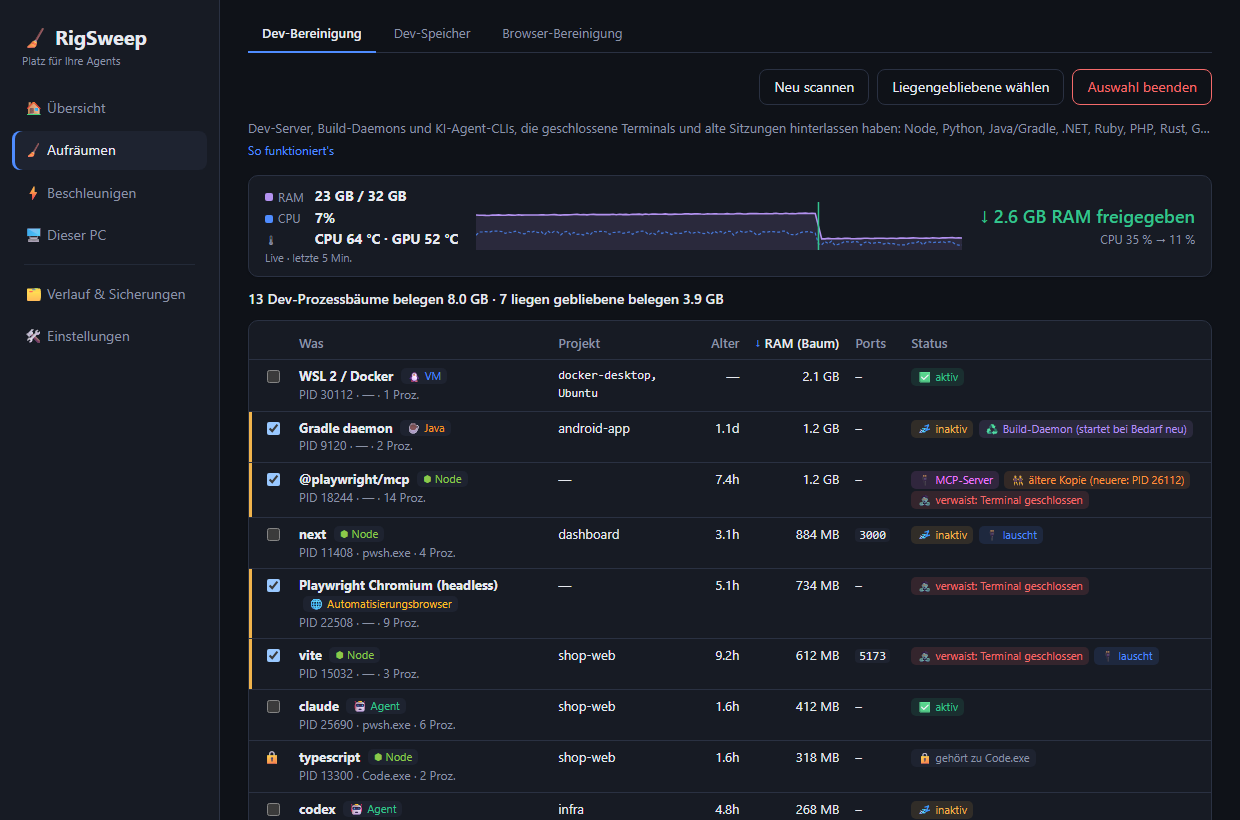 RigSweep
Platz für Ihre Agents
Übersicht
Aufräumen
Beschleunigen
Dieser PC
Verlauf & Sicherungen
Einstellungen
Dev-Bereinigung Dev-Speicher Browser-Bereinigung
Neu scannen Liegengebliebene wählen Auswahl beenden
Dev-Server, Build-Daemons und KI-Agent-CLIs, die geschlossene Terminals und alte Sitzungen hinterlassen haben: Node, Python, Java/Gradle, .NET, Ruby, PHP, Rust, G...
So funktioniert's
RAM 23 GB / 32 GB
CPU 7%
CPU 64 °C · GPU 52 °C
Live · letzte 5 Min.
↓ 2.6 GB RAM freigegeben
CPU 35 % → 11 %
13 Dev-Prozessbäume belegen 8.0 GB · 7 liegen gebliebene belegen 3.9 GB
Was Projekt Alter ↓ RAM (Baum) Ports Status
WSL 2 / Docker VM docker-desktop, — 2.1 GB – aktiv
PID 30112 · — · 1 Proz. Ubuntu
Gradle daemon Java android-app 1.1d 1.2 GB – inaktiv Build-Daemon (startet bei Bedarf neu)
PID 9120 · — · 2 Proz.
@playwright/mcp Node — 7.4h 1.2 GB – MCP-Server ältere Kopie (neuere: PID 26112)
PID 18244 · — · 14 Proz. verwaist: Terminal geschlossen
next Node dashboard 3.1h 884 MB 3000 inaktiv lauscht
PID 11408 · pwsh.exe · 4 Proz.
Playwright Chromium (headless) — 5.1h 734 MB – verwaist: Terminal geschlossen
Automatisierungsbrowser
PID 22508 · — · 9 Proz.
vite Node shop-web 9.2h 612 MB 5173 verwaist: Terminal geschlossen lauscht
PID 15032 · — · 3 Proz.
claude Agent shop-web 1.6h 412 MB – aktiv
PID 25690 · pwsh.exe · 6 Proz.
typescript Node shop-web 1.6h 318 MB – gehört zu Code.exe
PID 13300 · Code.exe · 2 Proz.
codex Agent infra 4.8h 268 MB – inaktiv